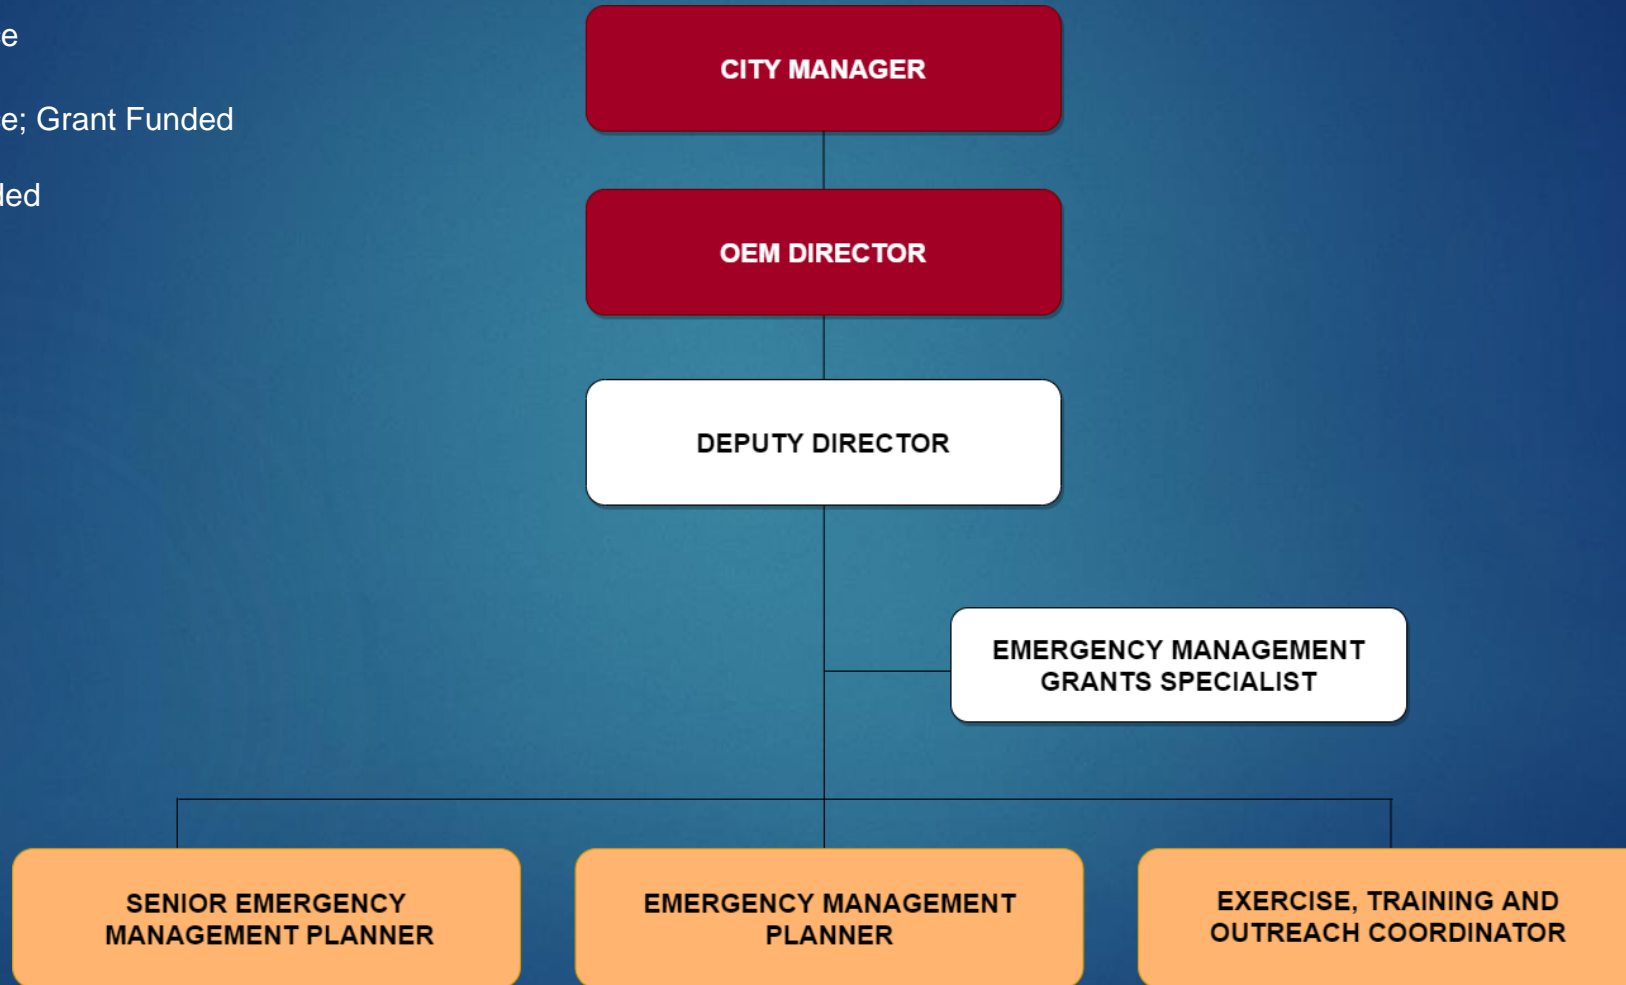 e
e; Grant Funded
ded
CITY MANAGER
OEM DIRECTOR
DEPUTY DIRECTOR
EMERGENCY MANAGEMENT
GRANTS SPECIALIST
SENIOR EMERGENCY
MANAGEMENT PLANNER
EMERGENCY MANAGEMENT
PLANNER
EXERCISE, TRAINING AND
OUTREACH COORDINATOR